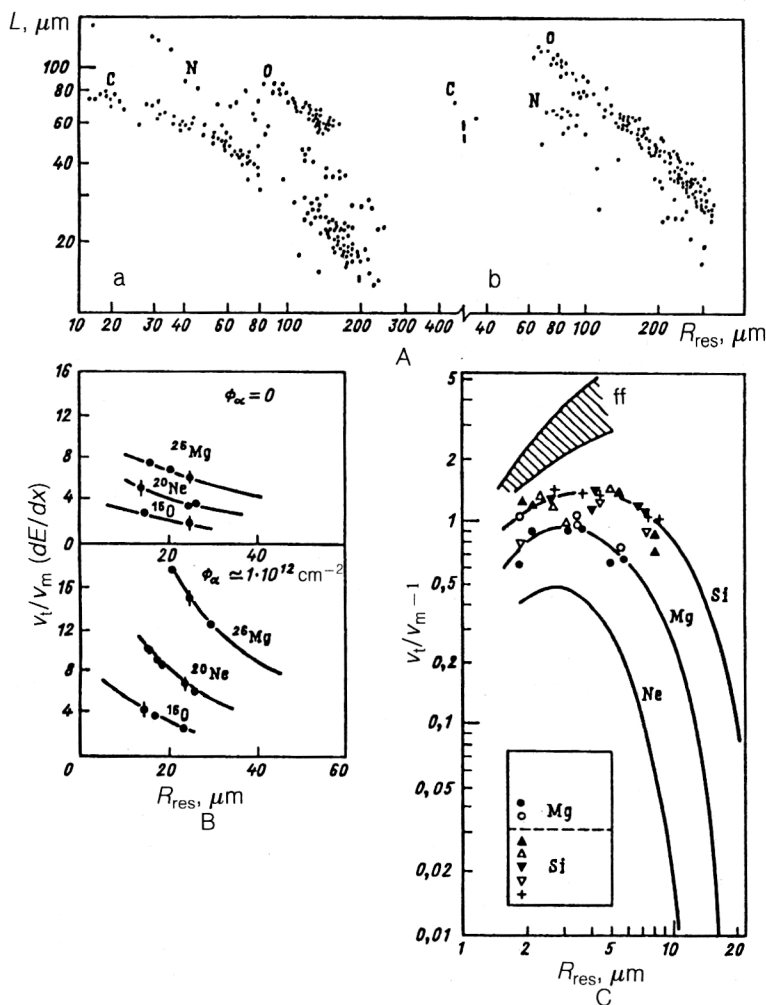 L, μm
100
80
60
40
20
C
N
O
a
C
N
O
b
10 20 30 40 60 80 100 200 300 400 40 60 80 100 200
R_res, μm
A
v_t/v_m (dE/dx)
16
12
8
4
0
ϕ_α = 0
²⁶Mg
²⁰Ne
¹⁶O
20 40 60
16
12
8
4
0
ϕ_α ≃ 1·10¹² cm⁻²
²⁶Mg
²⁰Ne
¹⁶O
20 40 60
R_res, μm
B
v_t/v_m − 1
5
2
1
0,5
0,2
0,1
0,05
0,02
0,01
ff
Si
Mg
Ne
Mg
Si
1 2 5 10 20
R_res, μm
C